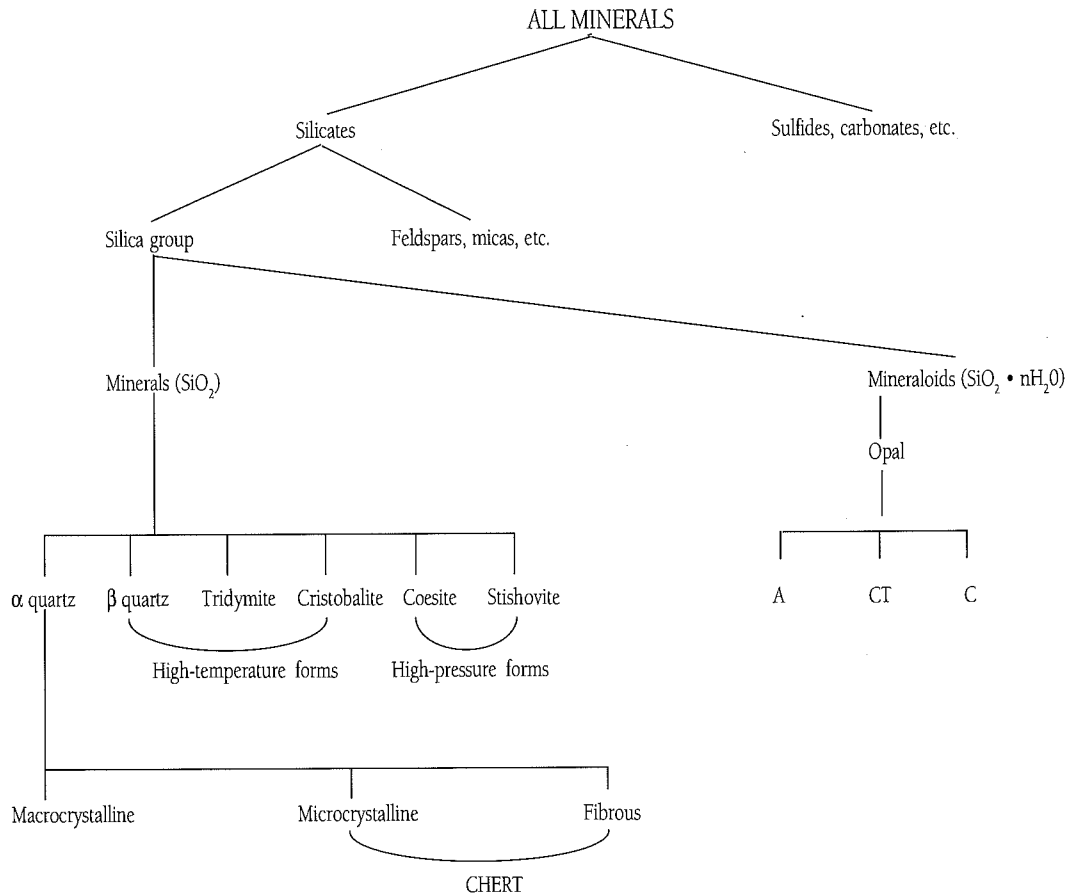 ALL MINERALS
Silicates
Sulfides, carbonates, etc.
Silica group
Feldspars, micas, etc.
Minerals (SiO₂)
Mineraloids (SiO₂ • nH₂0)
Opal
α quartz β quartz Tridymite Cristobalite Coesite Stishovite
A CT C
High-temperature forms High-pressure forms
Macrocrystalline Microcrystalline Fibrous
CHERT